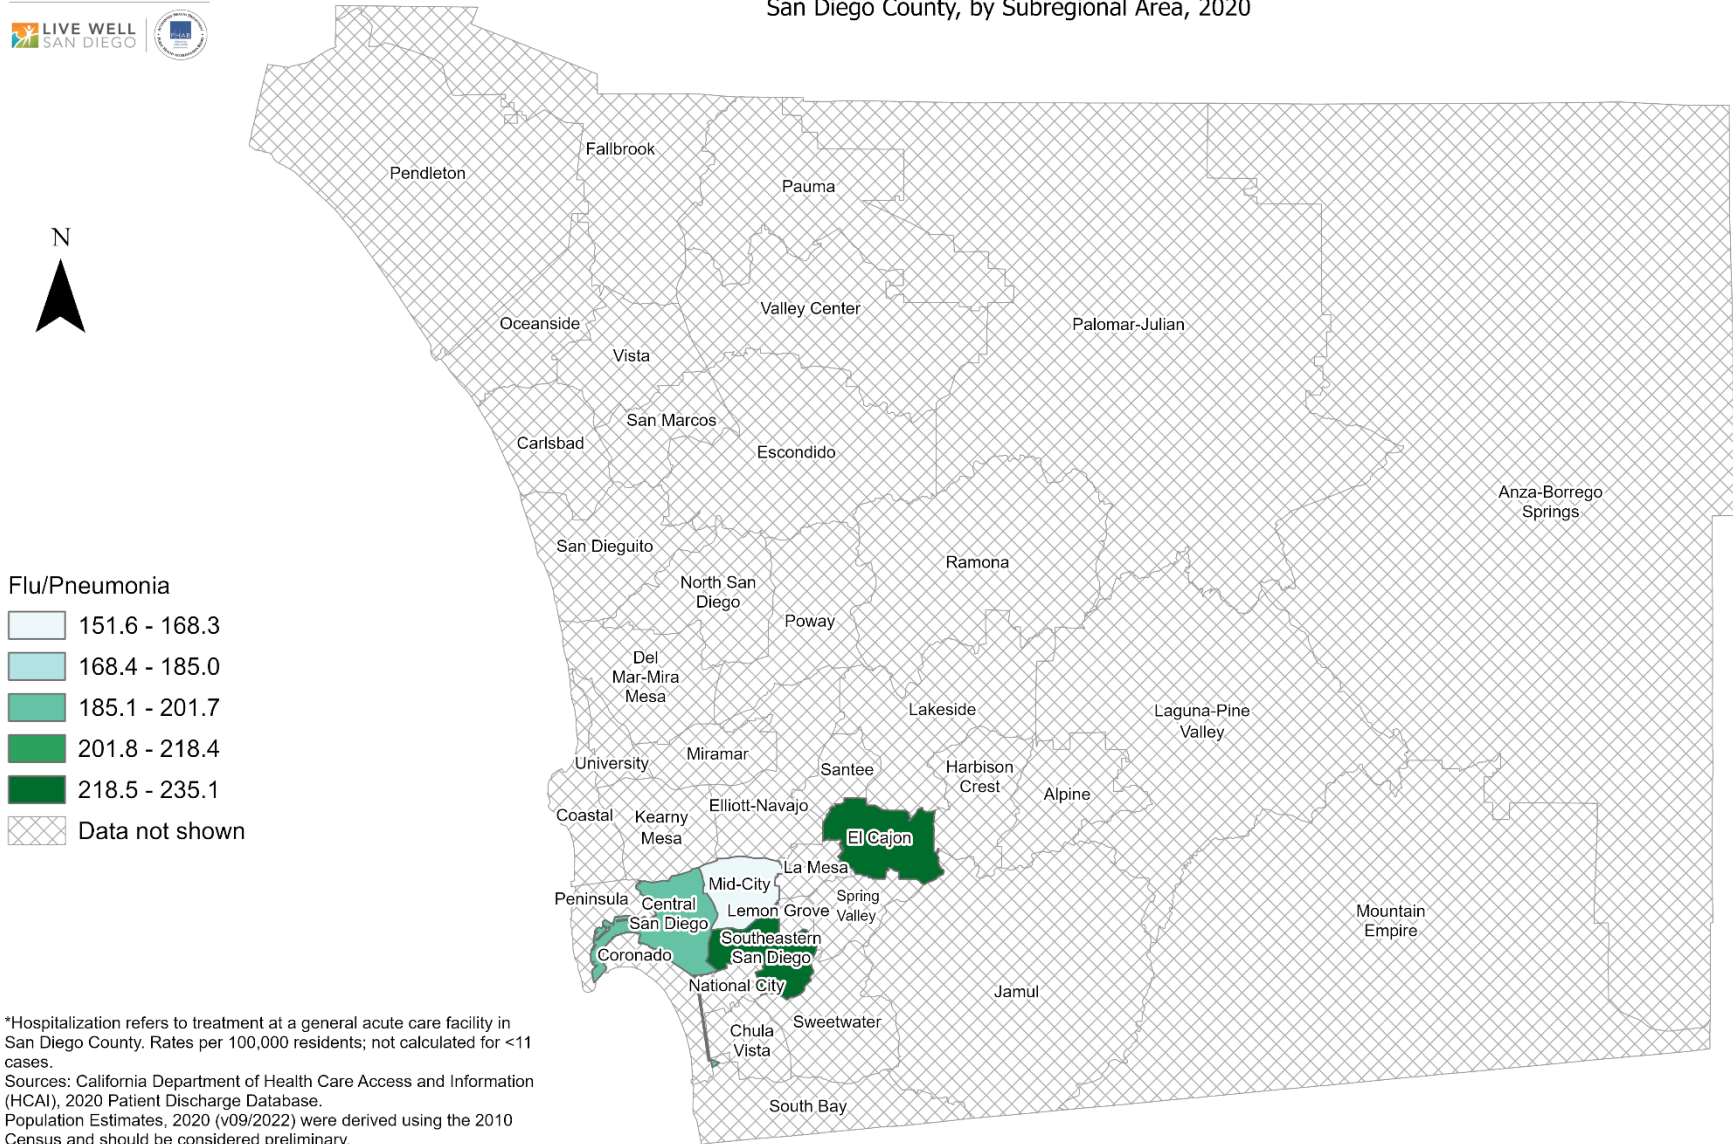 San Diego County, by Subregional Area, 2020
LIVE WELL
SAN DIEGO
PHAB
N
Fallbrook
Pendleton
Pauma
Valley Center
Oceanside
Palomar-Julian
Vista
San Marcos
Carlsbad
Escondido
Anza-Borrego
Springs
San Dieguito
Ramona
North San
Diego
Poway
Del
Mar-Mira
Mesa
Lakeside
Laguna-Pine
Valley
Miramar
University
Santee
Harbison
Crest
Alpine
Elliott-Navajo
Coastal
Kearny
Mesa
El Cajon
La Mesa
Mid-City
Peninsula
Central
San Diego
Lemon Grove
Spring
Valley
Mountain
Empire
Southeastern
San Diego
Coronado
National City
Jamul
Sweetwater
Chula
Vista
South Bay
Flu/Pneumonia
151.6 - 168.3
168.4 - 185.0
185.1 - 201.7
201.8 - 218.4
218.5 - 235.1
Data not shown
*Hospitalization refers to treatment at a general acute care facility in
San Diego County. Rates per 100,000 residents; not calculated for <11
cases.
Sources: California Department of Health Care Access and Information
(HCAI), 2020 Patient Discharge Database.
Population Estimates, 2020 (v09/2022) were derived using the 2010
Census and should be considered preliminary.